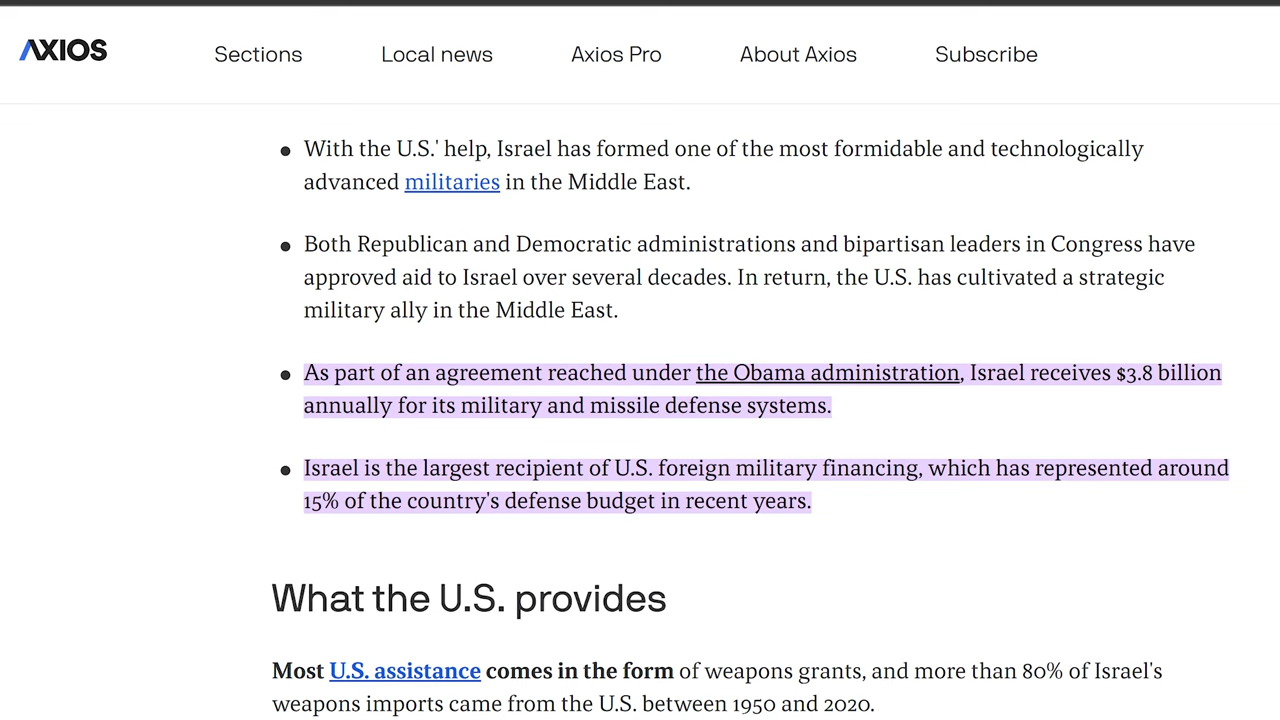 AXIOS
Sections
Local news
Axios Pro
About Axios
Subscribe
With the U.S.' help, Israel has formed one of the most formidable and technologically
advanced militaries in the Middle East.
Both Republican and Democratic administrations and bipartisan leaders in Congress have
approved aid to Israel over several decades. In return, the U.S. has cultivated a strategic
military ally in the Middle East.
As part of an agreement reached under the Obama administration, Israel receives $3.8 billion
annually for its military and missile defense systems.
Israel is the largest recipient of U.S. foreign military financing, which has represented around
15% of the country's defense budget in recent years.
What the U.S. provides
Most U.S. assistance comes in the form of weapons grants, and more than 80% of Israel's
weapons imports came from the U.S. between 1950 and 2020.